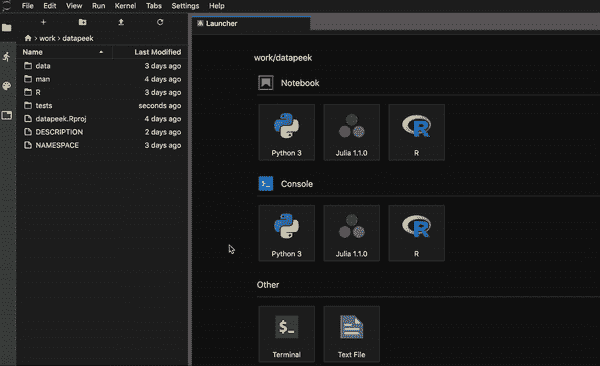 File Edit View Run Kernel Tabs Settings Help
Launcher
> work > datapeek
Name Last Modified
data 3 days ago
man 4 days ago
R 3 days ago
tests seconds ago
datapeek.Rproj 4 days ago
DESCRIPTION 2 days ago
NAMESPACE 3 days ago
work/datapeek
Notebook
Python 3 Julia 1.1.0 R
Console
Python 3 Julia 1.1.0 R
Other
$_
Terminal Text File